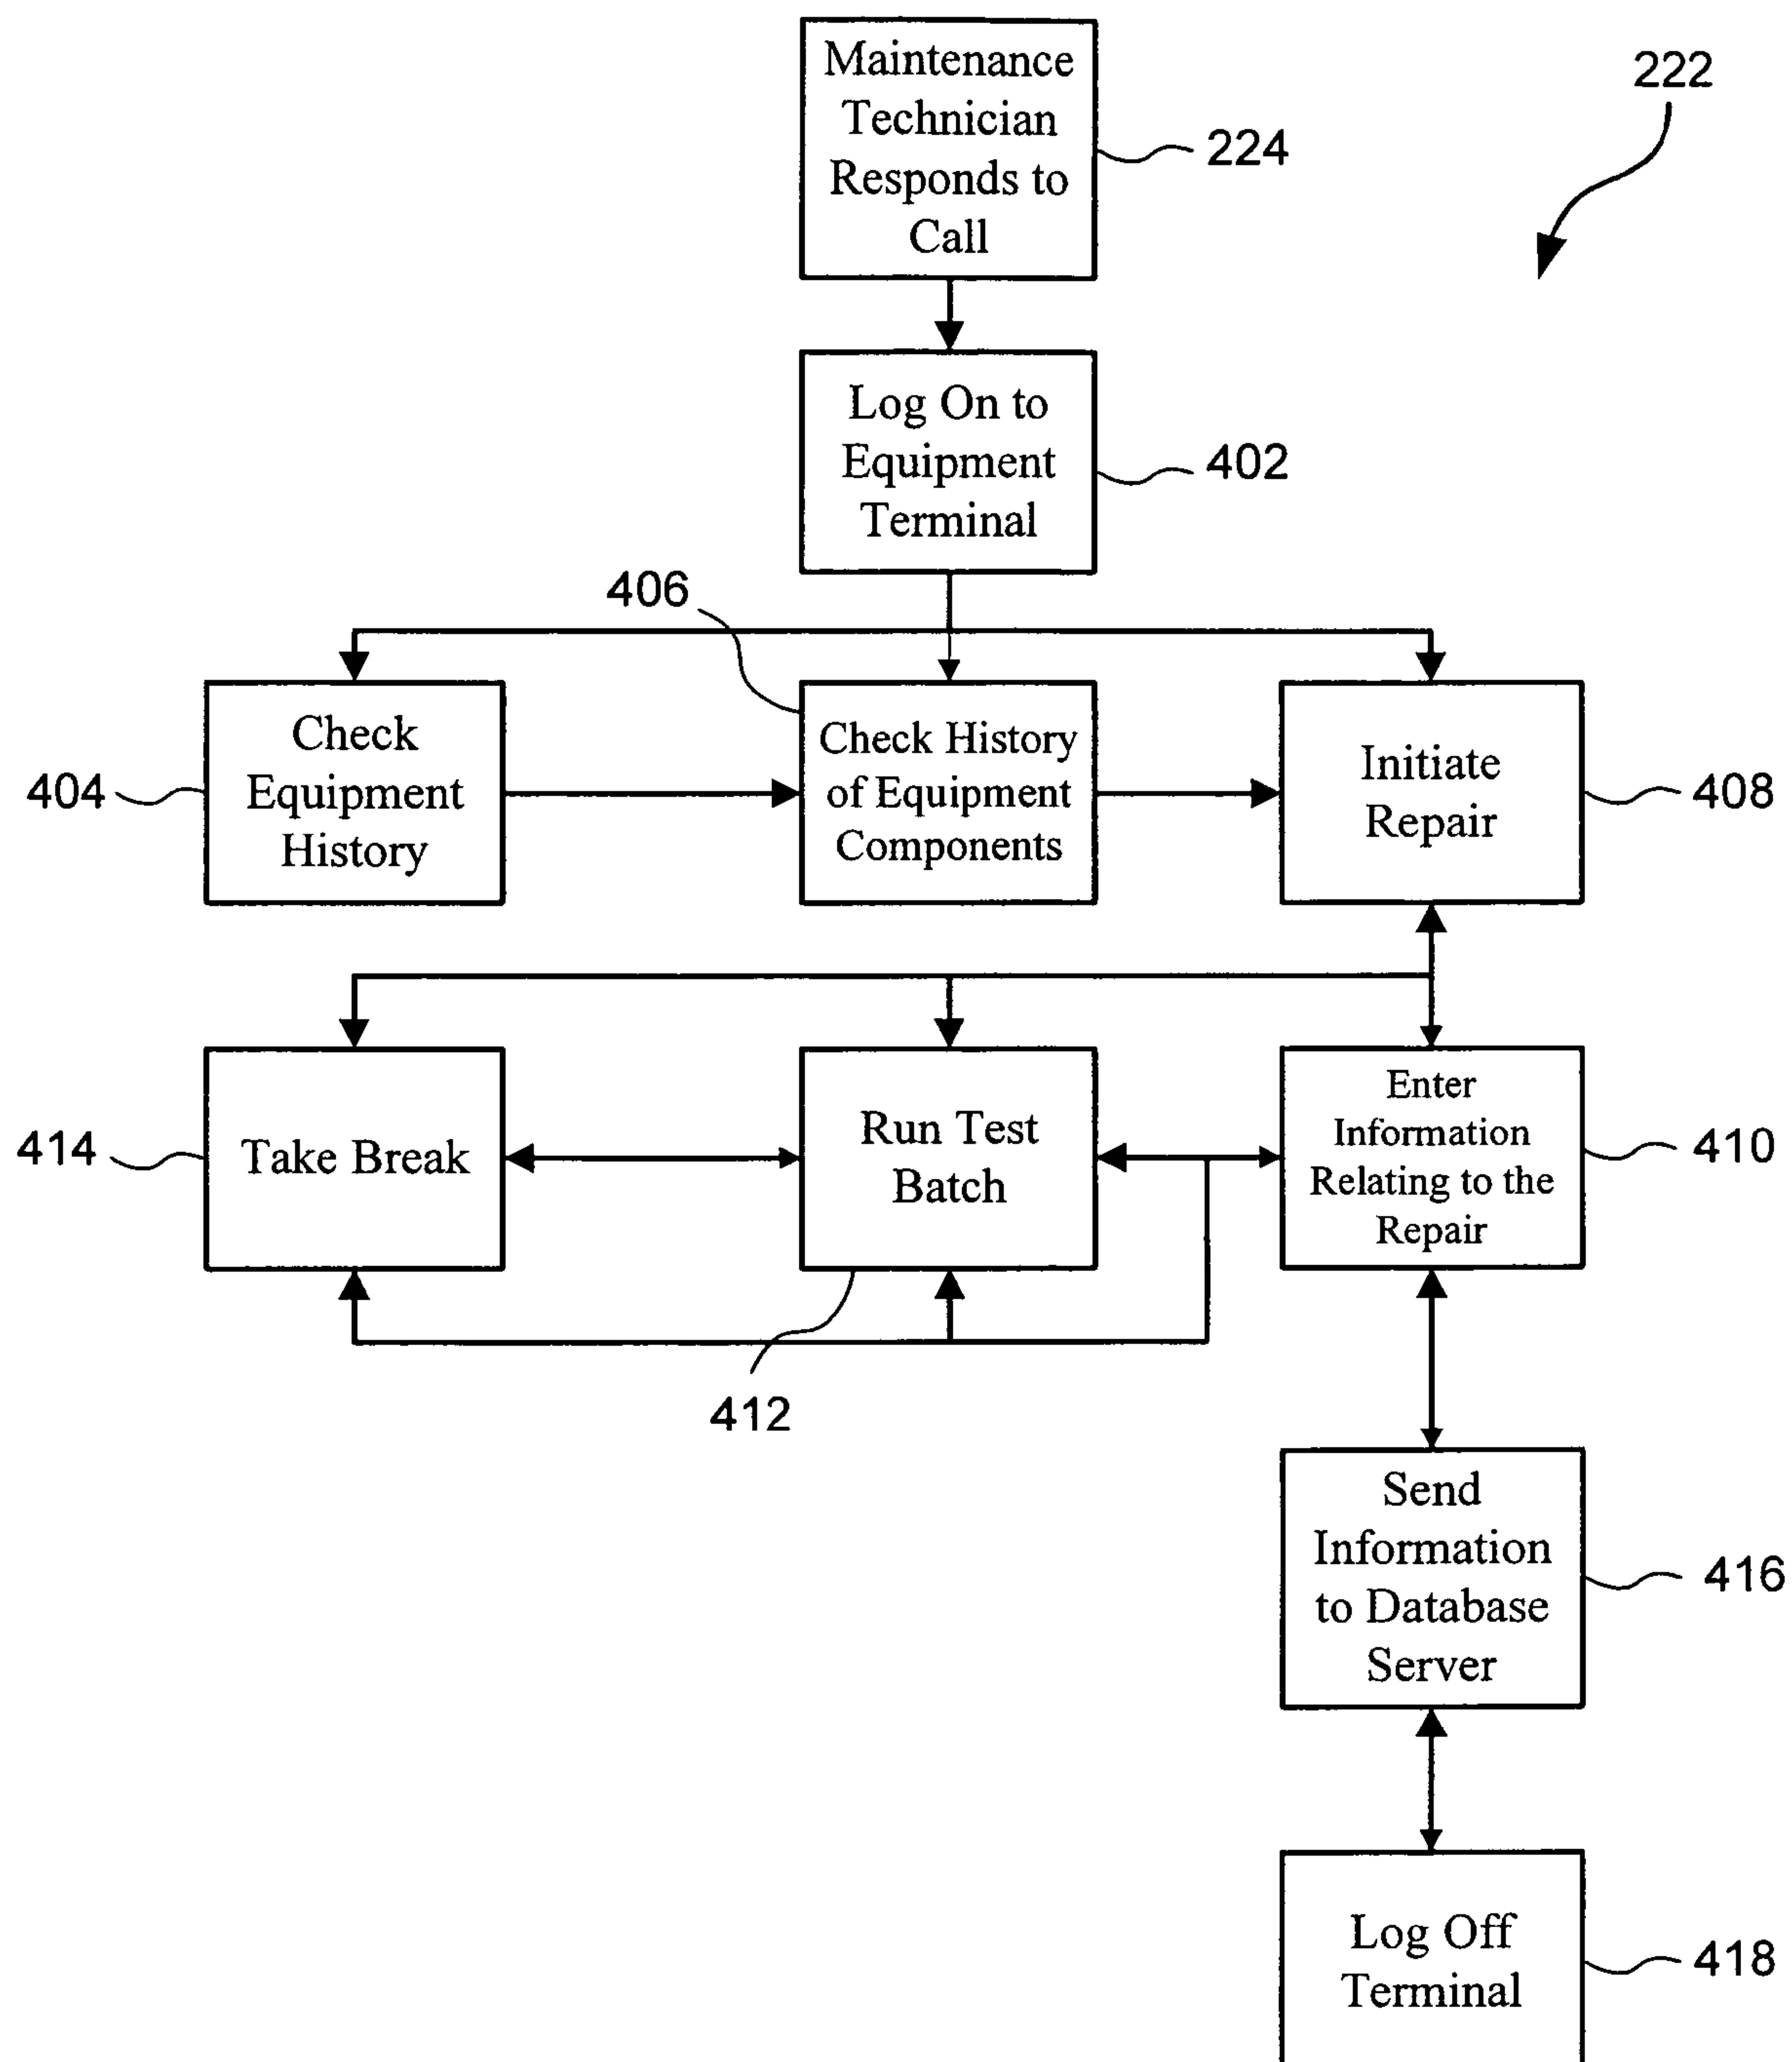 Maintenance
Technician
Responds to
Call
224
222
Log On to
Equipment
Terminal
402
406
404
Check
Equipment
History
Check History
of Equipment
Components
Initiate
Repair
408
414
Take Break
Run Test
Batch
412
Enter
Information
Relating to the
Repair
410
Send
Information
to Database
Server
416
Log Off
Terminal
418